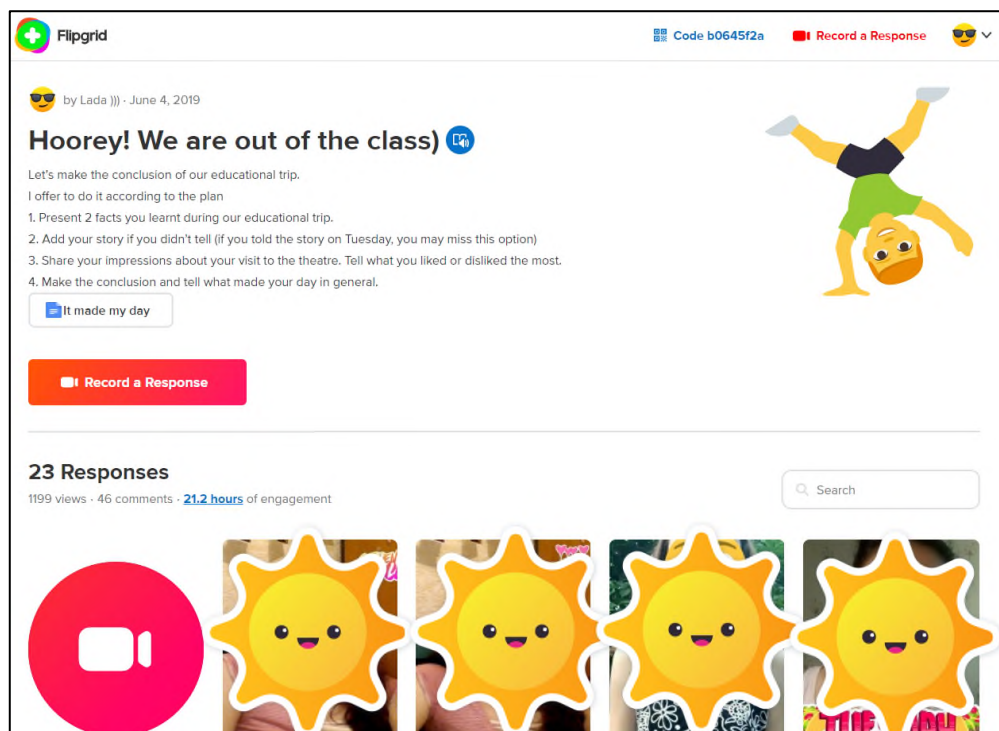 Flipgrid
Code b0645f2a
Record a Response
by Lada ))) · June 4, 2019
Hoorey! We are out of the class)
Let's make the conclusion of our educational trip.
I offer to do it according to the plan
1. Present 2 facts you learnt during our educational trip.
2. Add your story if you didn't tell (if you told the story on Tuesday, you may miss this option)
3. Share your impressions about your visit to the theatre. Tell what you liked or disliked the most.
4. Make the conclusion and tell what made your day in general.
It made my day
Record a Response
23 Responses
1199 views · 46 comments · 21.2 hours of engagement
Search